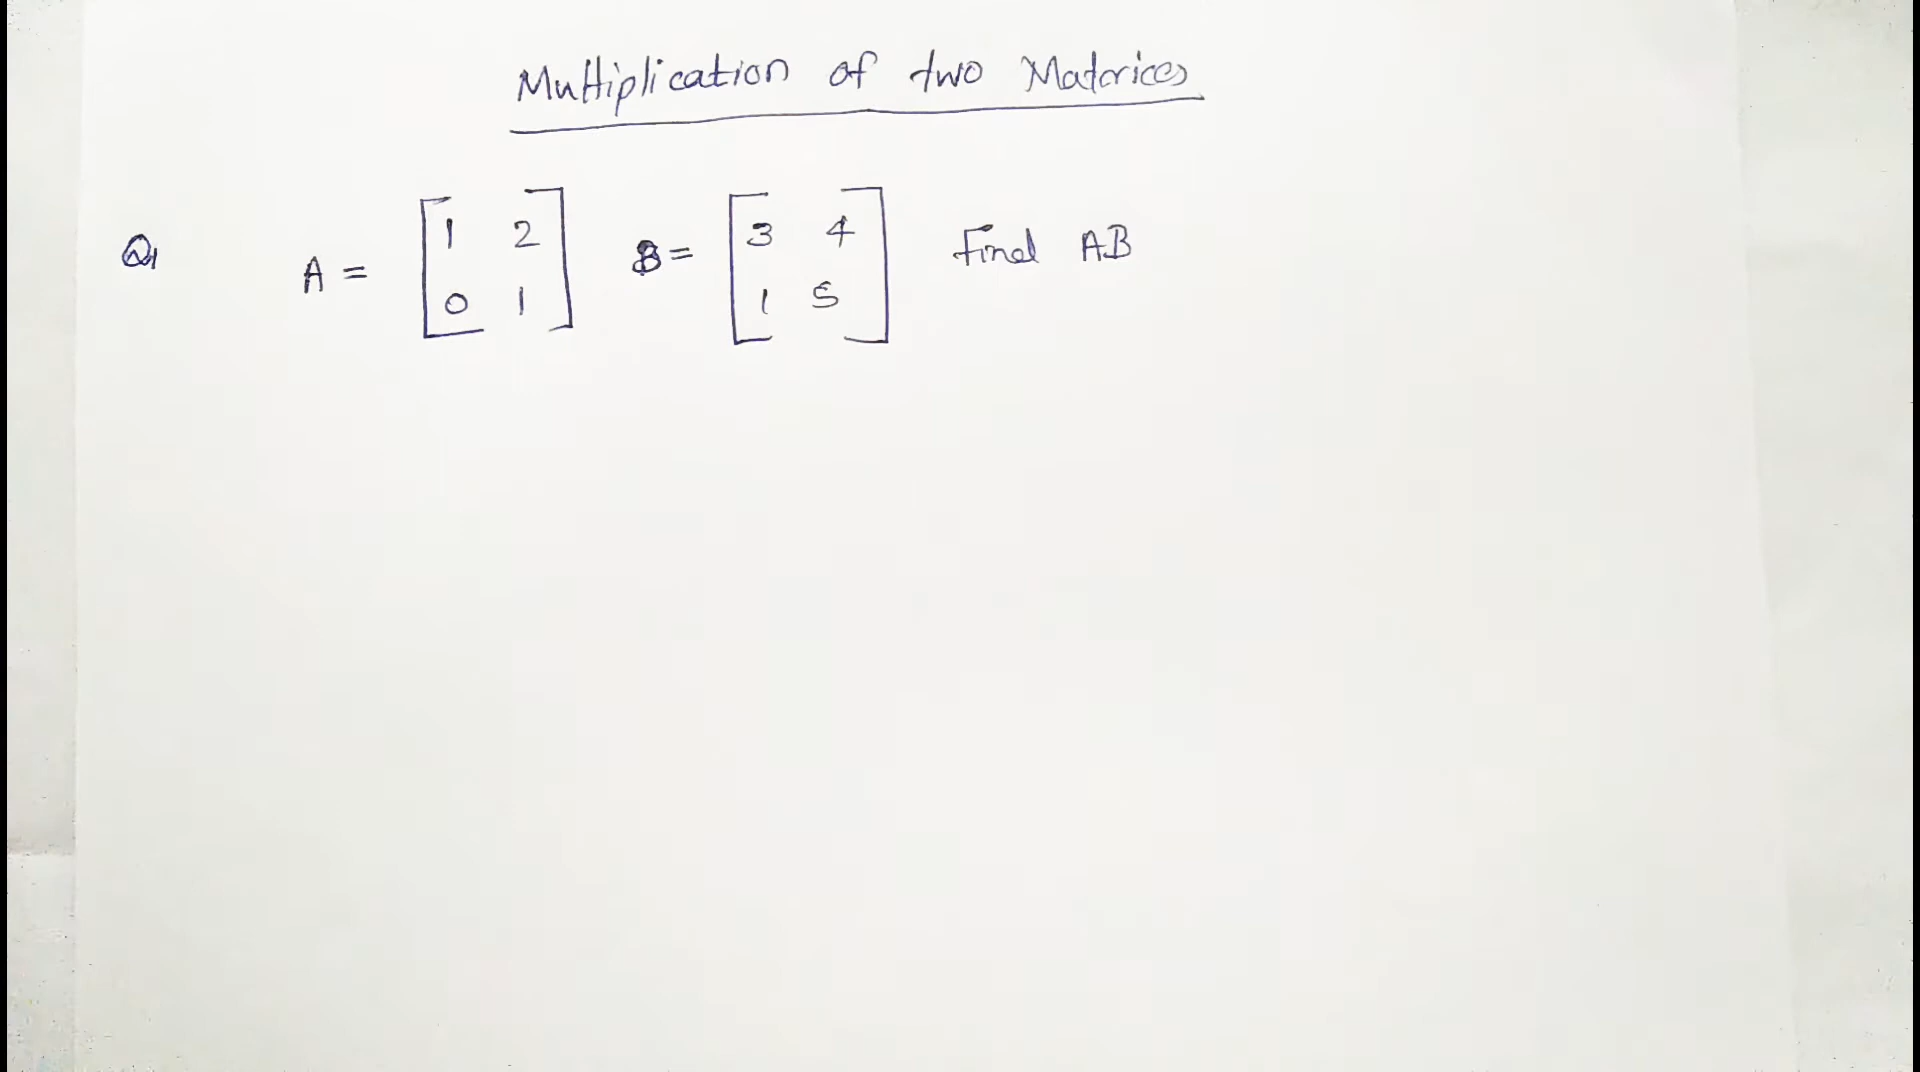 Multiplication of two Matrices
Q1 A = [1 2 0 1] B = [3 4 1 5] Find AB